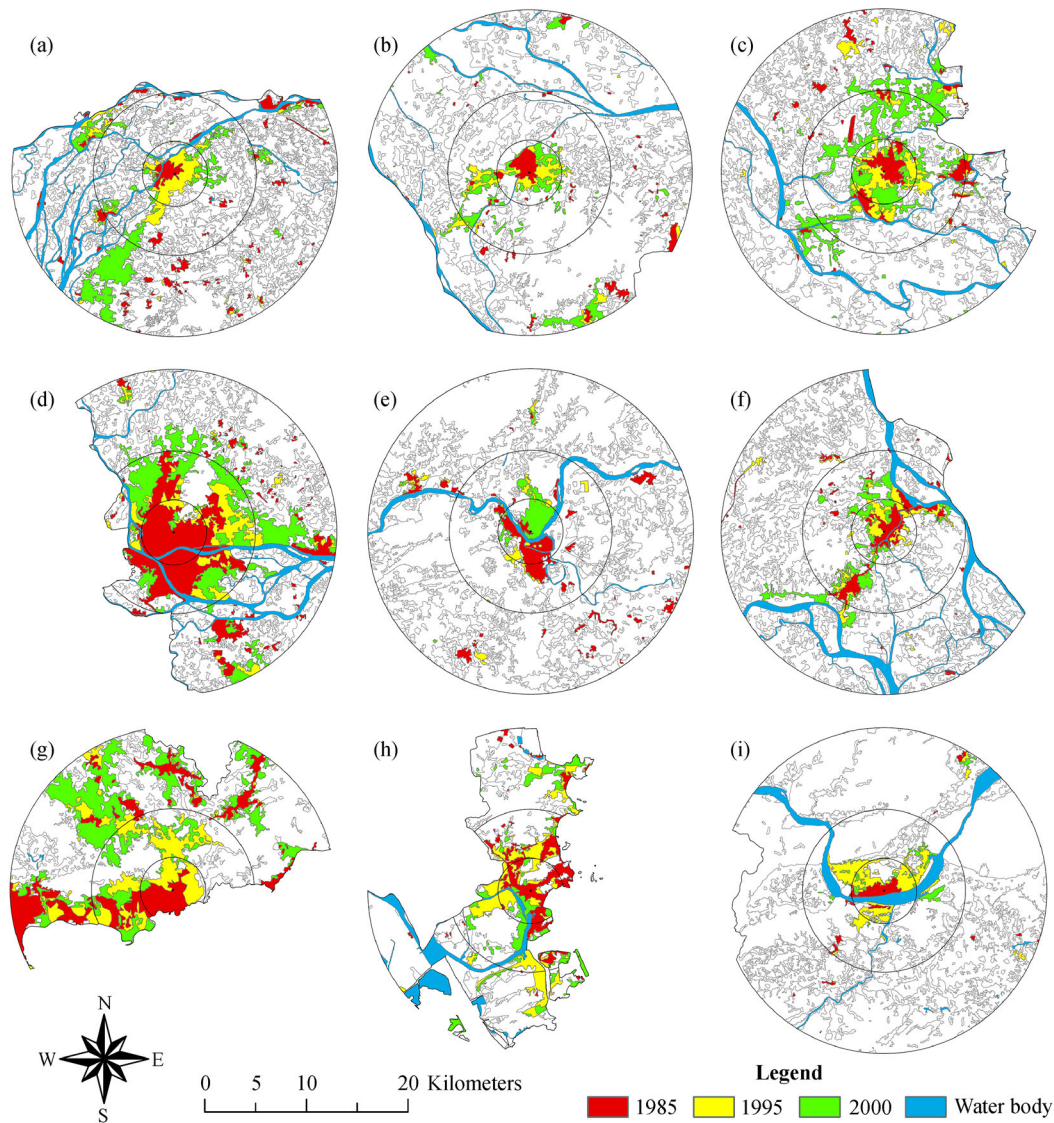 (a)
(b)
(c)
(d)
(e)
(f)
(g)
(h)
(i)
N
W E
S
0 5 10 20 Kilometers
Legend
1985 1995 2000 Water body